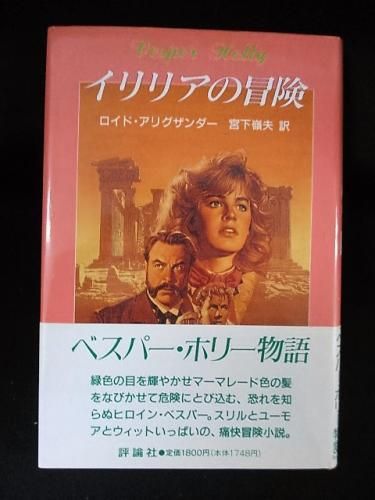 Vesper Holly
イリリアの冒険
ロイド・アリグザンダー 宮下嶺夫 訳
ベスパー・ホリー物語
緑色の目を輝やかせマーマレード色の髪
をなびかせて危険にとび込む、恐れを知
らぬヒロイン・ベスパー。スリルとユーモ
アとウィットいっぱいの、痛快冒険小説。
評論社●定価1800円(本体1748円)